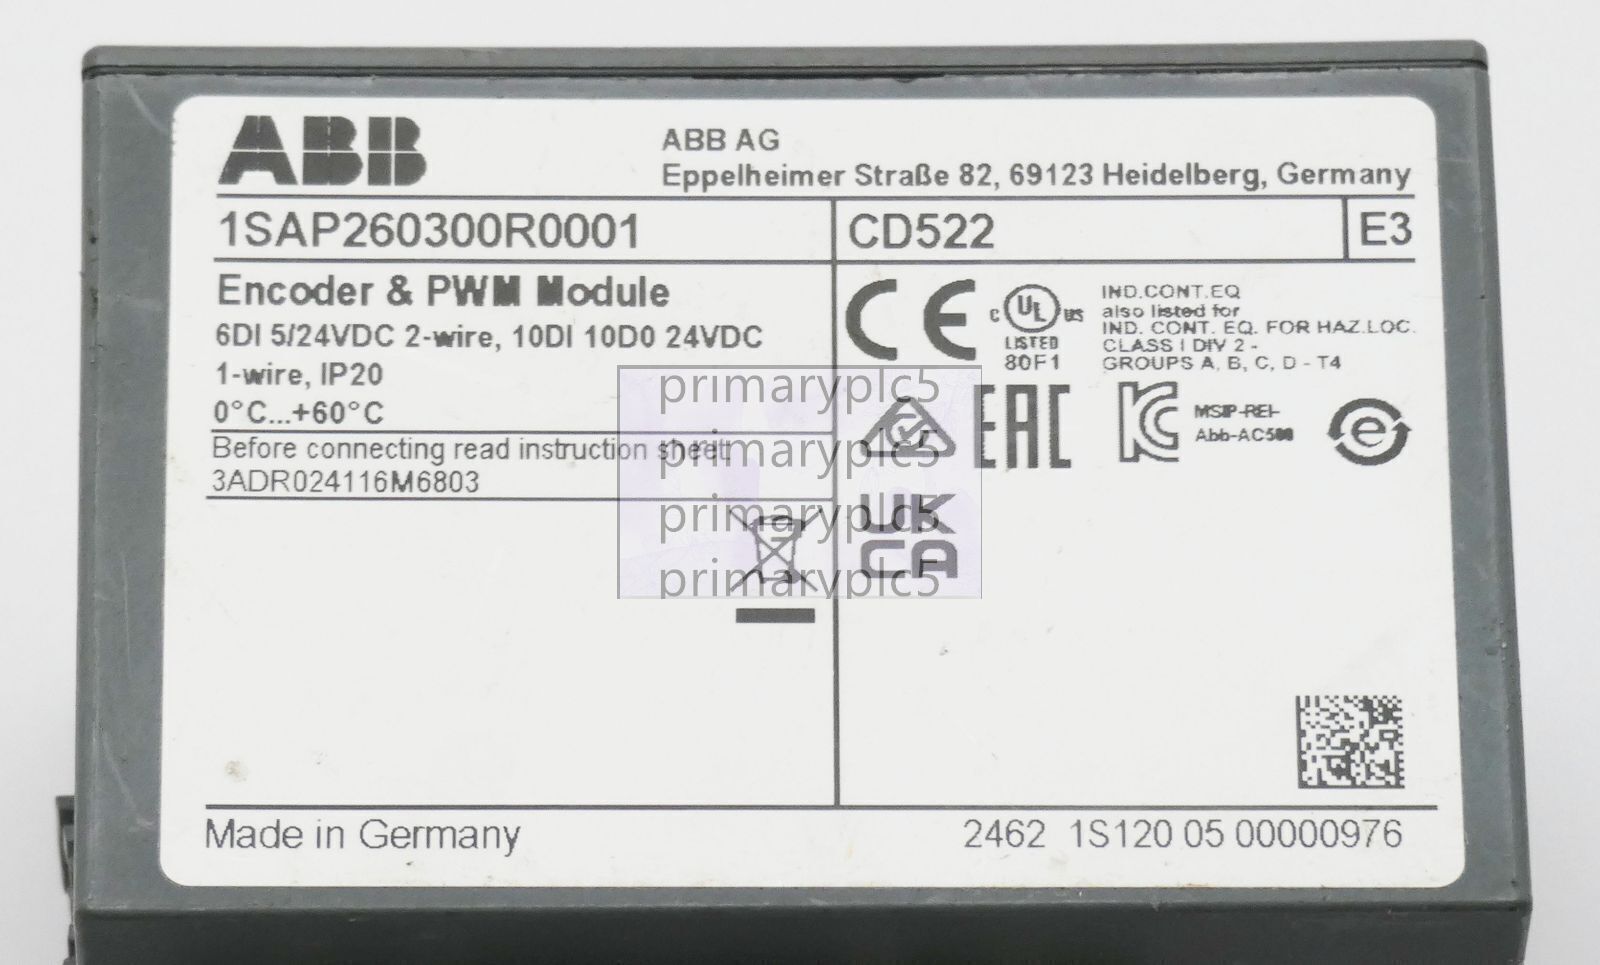 ABB
ABB AG
Eppelheimer Straße 82, 69123 Heidelberg, Germany
1SAP260300R0001
CD522
E3
Encoder & PWM Module
6DI 5/24VDC 2-wire, 10DI 10D0 24VDC
1-wire, IP20
0°C...+60°C
Before connecting read instruction sheet:
3ADR024116M6803
CE
C UL US
LISTED
80F1
IND.CONT.EQ
also listed for
IND. CONT. EQ. FOR HAZ.LOC.
CLASS I DIV 2 -
GROUPS A, B, C, D - T4
EAC
KC
MSIP-REI-
Abb-AC500
e
UK
CA
primaryplc5
primaryplc5
primaryplc5
primaryplc5
Made in Germany
2462 1S120 05 00000976